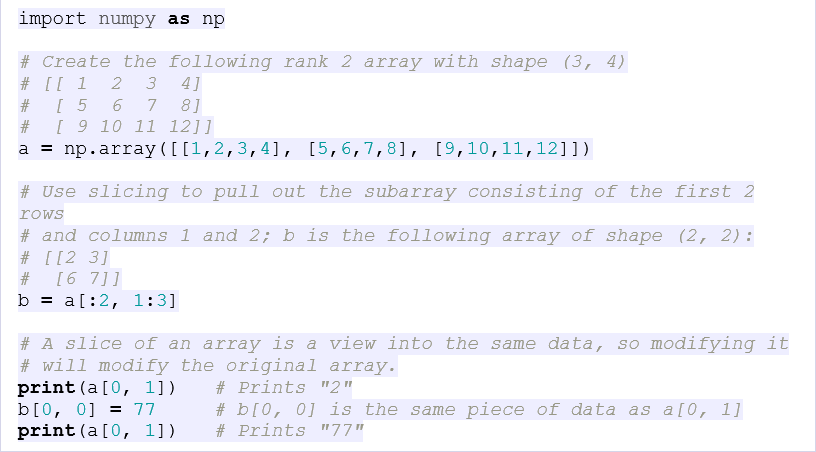 import numpy as np
# Create the following rank 2 array with shape (3, 4)
# [[ 1  2  3  4]
#  [ 5  6  7  8]
#  [ 9 10 11 12]]
a = np.array([[1,2,3,4], [5,6,7,8], [9,10,11,12]])
# Use slicing to pull out the subarray consisting of the first 2
rows
# and columns 1 and 2; b is the following array of shape (2, 2):
# [[2 3]
#  [6 7]]
b = a[:2, 1:3]
# A slice of an array is a view into the same data, so modifying it
# will modify the original array.
print(a[0, 1])   # Prints "2"
b[0, 0] = 77     # b[0, 0] is the same piece of data as a[0, 1]
print(a[0, 1])   # Prints "77"